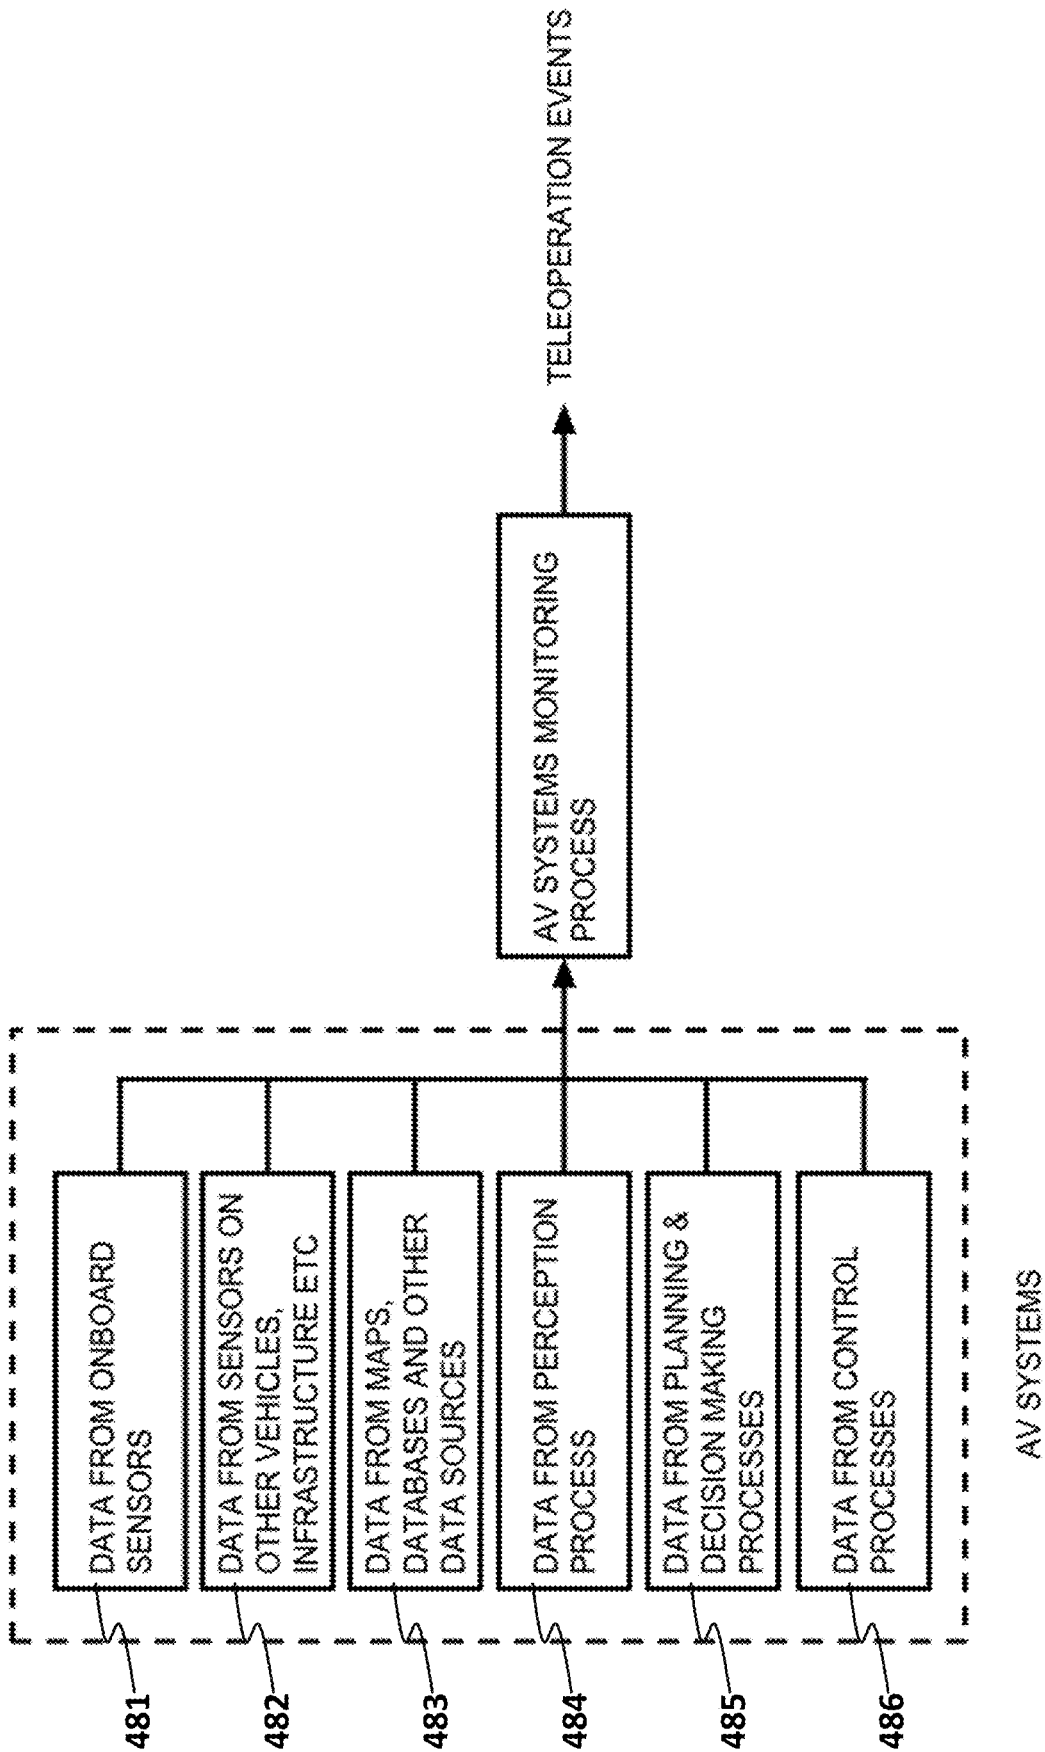 481
DATA FROM ONBOARD
SENSORS
482
DATA FROM SENSORS ON
OTHER VEHICLES,
INFRASTRUCTURE ETC
483
DATA FROM MAPS,
DATABASES AND OTHER
DATA SOURCES
484
DATA FROM PERCEPTION
PROCESS
485
DATA FROM PLANNING &
DECISION MAKING
PROCESSES
486
DATA FROM CONTROL
PROCESSES
AV SYSTEMS
AV SYSTEMS MONITORING
PROCESS
TELEOPERATION EVENTS